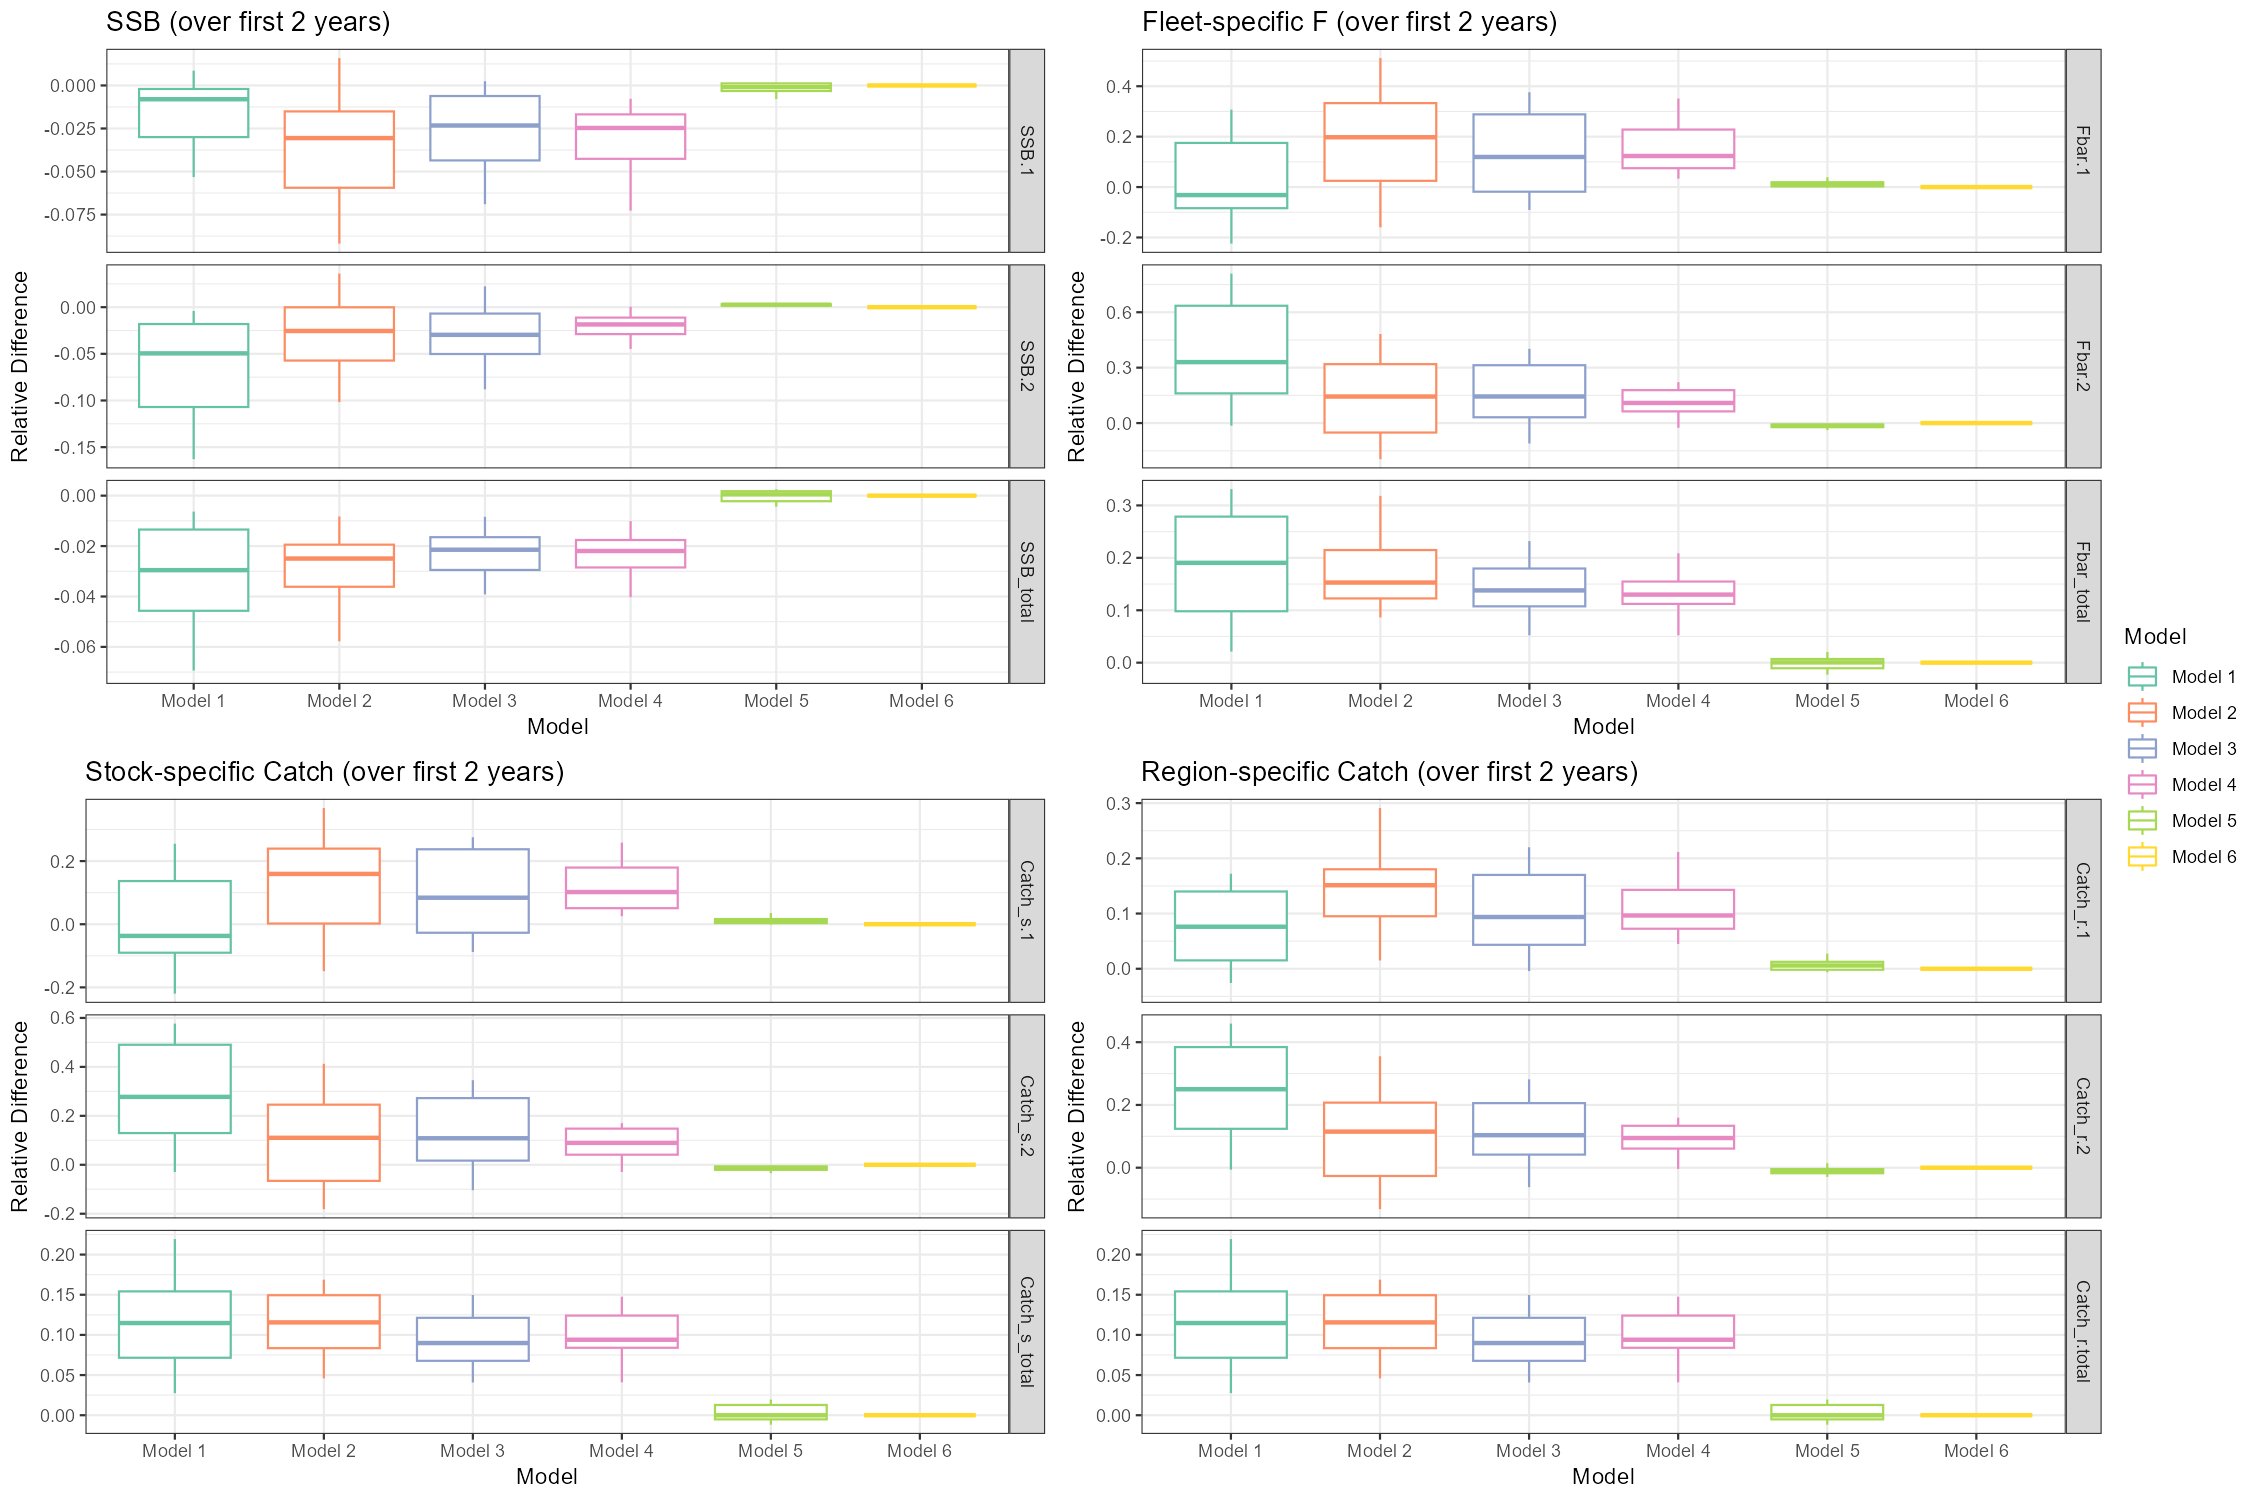 SSB (over first 2 years)
Relative Difference
0.000
-0.025
-0.050
-0.075
SSB.1
0.00
-0.05
-0.10
-0.15
SSB.2
0.00
-0.02
-0.04
-0.06
SSB_total
Model 1 Model 2 Model 3 Model 4 Model 5 Model 6
Model
Fleet-specific F (over first 2 years)
Relative Difference
0.4
0.2
0.0
-0.2
Fbar.1
0.6
0.3
0.0
Fbar.2
0.3
0.2
0.1
0.0
Fbar_total
Model 1 Model 2 Model 3 Model 4 Model 5 Model 6
Model
Stock-specific Catch (over first 2 years)
Relative Difference
0.2
0.0
-0.2
Catch_s.1
0.6
0.4
0.2
0.0
-0.2
Catch_s.2
0.20
0.15
0.10
0.05
0.00
Catch_s_total
Model 1 Model 2 Model 3 Model 4 Model 5 Model 6
Model
Region-specific Catch (over first 2 years)
Relative Difference
0.3
0.2
0.1
0.0
Catch_r.1
0.4
0.2
0.0
Catch_r.2
0.20
0.15
0.10
0.05
0.00
Catch_r.total
Model 1 Model 2 Model 3 Model 4 Model 5 Model 6
Model
Model
Model 1
Model 2
Model 3
Model 4
Model 5
Model 6